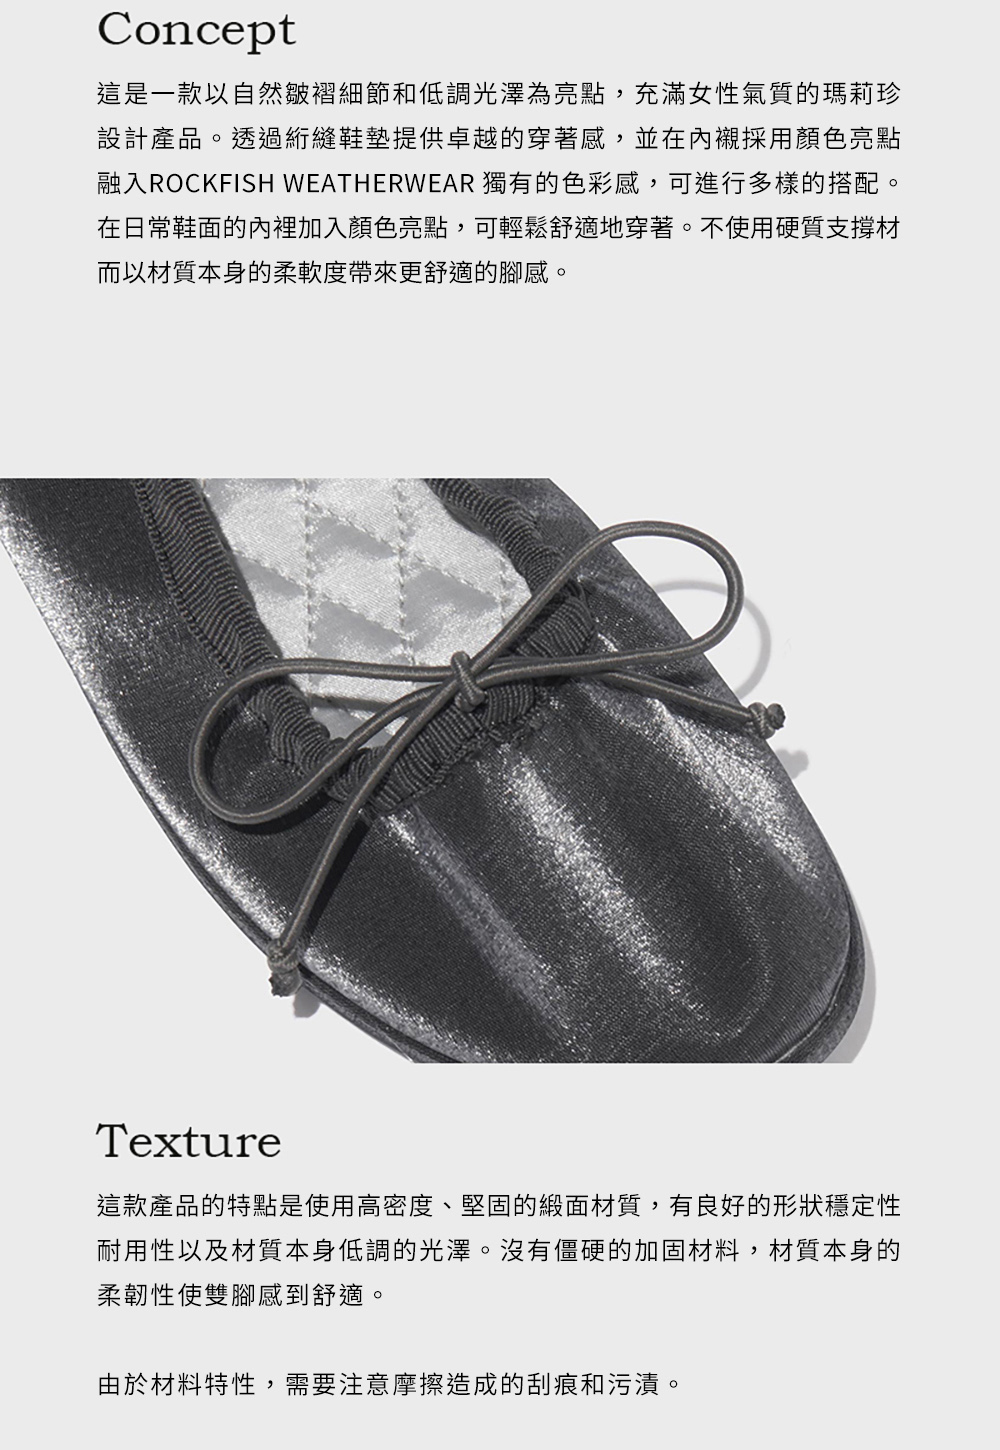 Concept
這是一款以自然皺褶細節和低調光澤為亮點，充滿女性氣質的瑪莉珍
設計產品。透過絎縫鞋墊提供卓越的穿著感，並在內襯採用顏色亮點
融入ROCKFISH WEATHERWEAR 獨有的色彩感，可進行多樣的搭配。
在日常鞋面的內裡加入顏色亮點，可輕鬆舒適地穿著。不使用硬質支撐材
而以材質本身的柔軟度帶來更舒適的腳感。
Texture
這款產品的特點是使用高密度、堅固的緞面材質，有良好的形狀穩定性
耐用性以及材質本身低調的光澤。沒有僵硬的加固材料，材質本身的
柔韌性使雙腳感到舒適。
由於材料特性，需要注意摩擦造成的刮痕和污漬。